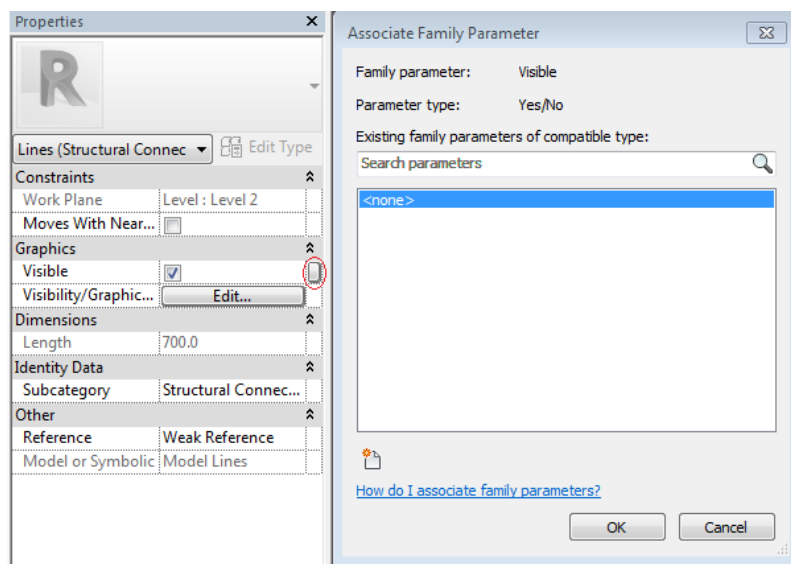 Properties
R
Lines (Structural Connec
Edit Type
Constraints
Work Plane Level : Level 2
Moves With Near...
Graphics
Visible
Visibility/Graphic... Edit...
Dimensions
Length 700.0
Identity Data
Subcategory Structural Connec...
Other
Reference Weak Reference
Model or Symbolic Model Lines
Associate Family Parameter
Family parameter: Visible
Parameter type: Yes/No
Existing family parameters of compatible type:
Search parameters
<none>
How do I associate family parameters?
OK Cancel